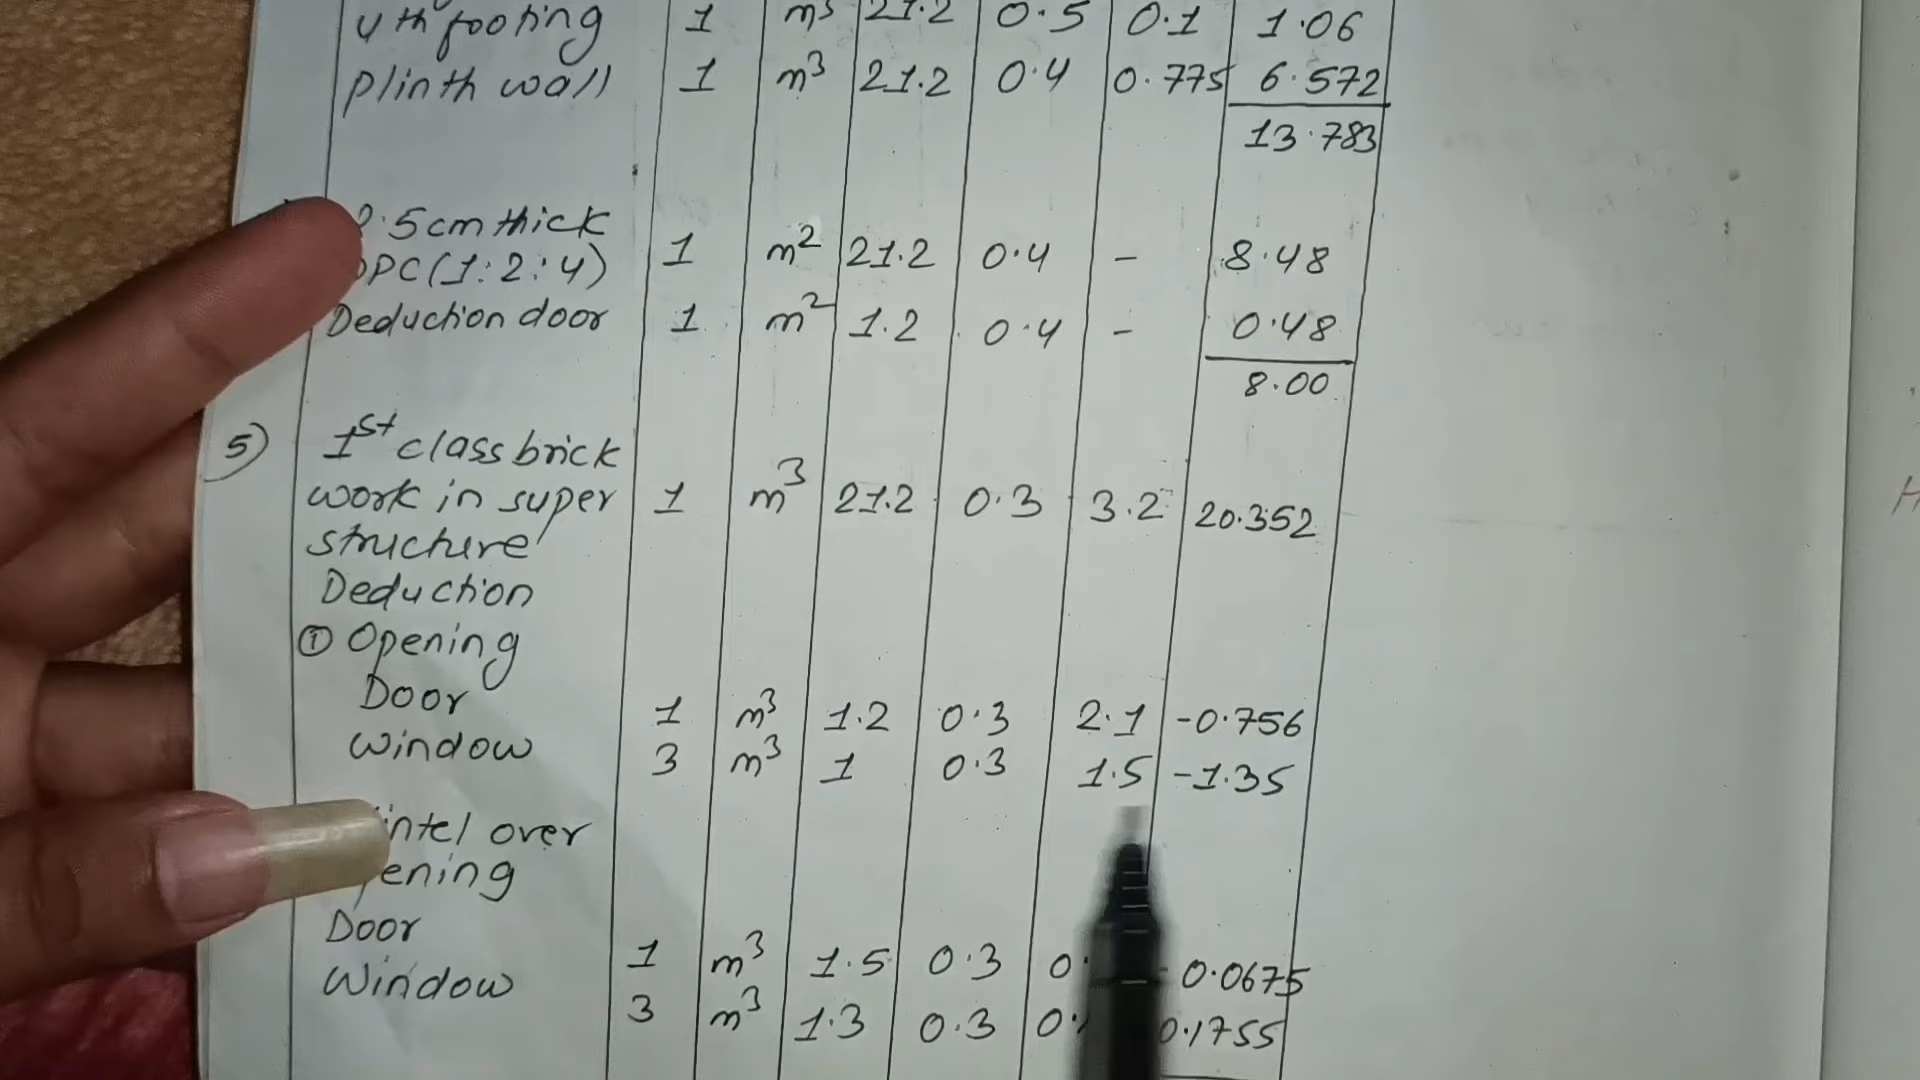 4th footing 1 m3 21.2 0.5 0.1 1.06
plinth wall 1 m3 21.2 0.4 0.775 6.572
13.783
.5cm thick
PC (1:2:4) 1 m2 21.2 0.4 - 8.48
Deduction door 1 m2 1.2 0.4 - 0.48
8.00
5) 1st class brick
work in super 1 m3 21.2 0.3 3.2 20.352
structure
Deduction
① Opening
Door 1 m3 1.2 0.3 2.1 -0.756
window 3 m3 1 0.3 1.5 -1.35
intel over
ening
Door 1 m3 1.5 0.3 0. 0.0675
Window 3 m3 1.3 0.3 0. 0.1755